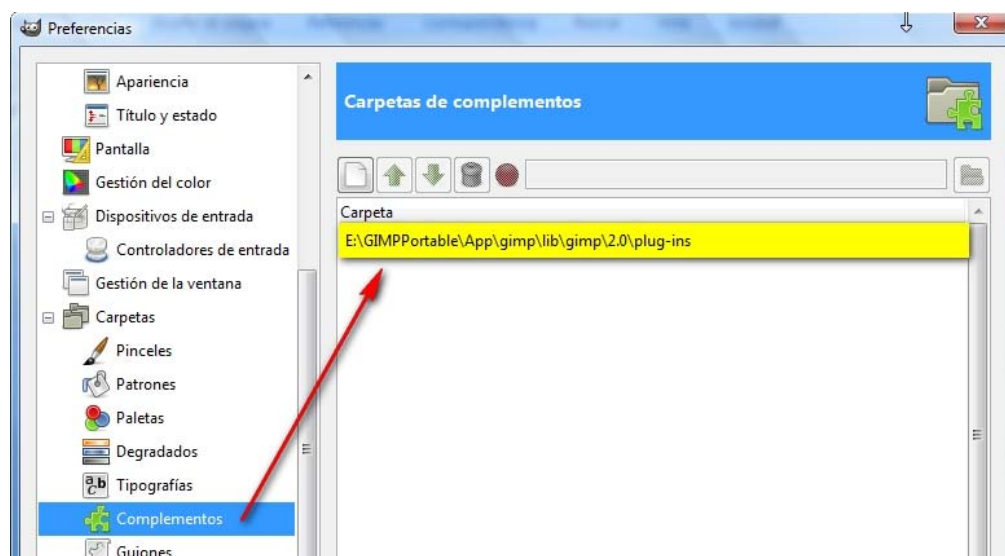 Preferencias
Apariencia
Título y estado
Pantalla
Gestión del color
Dispositivos de entrada
Controladores de entrada
Gestión de la ventana
Carpetas
Pinceles
Patrones
Paletas
Degradados
Tipografías
Complementos
Guiones
Carpetas de complementos
Carpeta
E:\GIMPPortable\App\gimp\lib\gimp\2.0\plug-ins